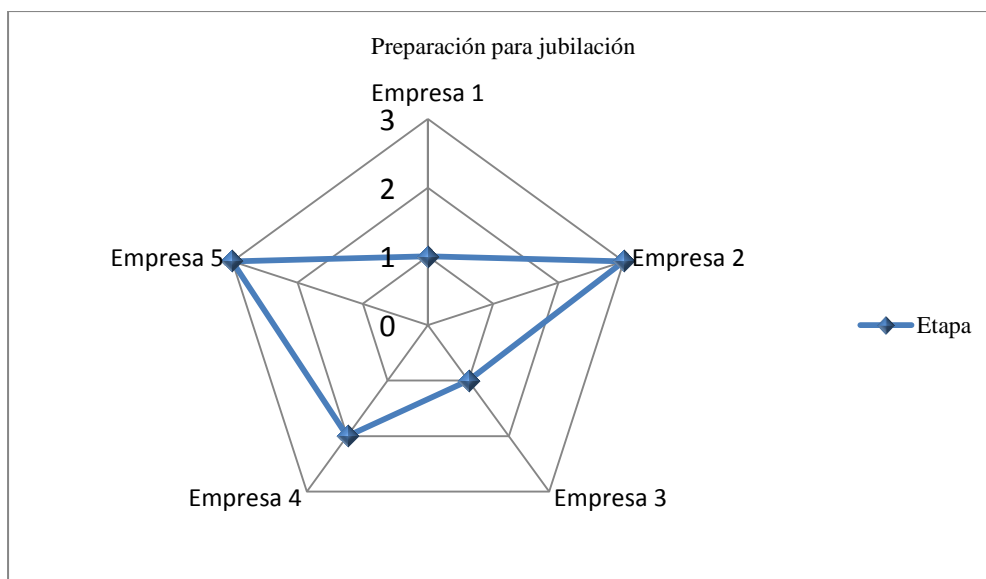 Preparación para jubilación
Empresa 1
3
2
1
0
Empresa 5
Empresa 2
Etapa
Empresa 4
Empresa 3